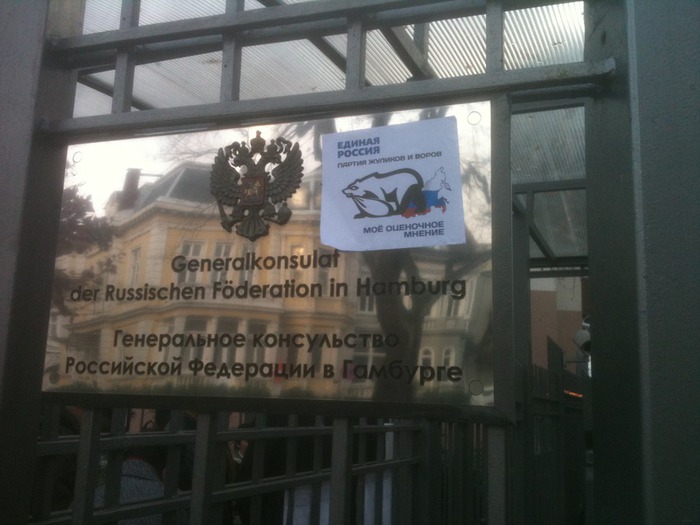 ЕДИНАЯ
РОССИЯ
ПАРТИЯ ЖУЛИКОВ И ВОРОВ
МОЁ ОЦЕНОЧНОЕ
МНЕНИЕ
Generalkonsulat
der Russischen Föderation in Hamburg
Генеральное консульство
Российской Федерации в Гамбурге